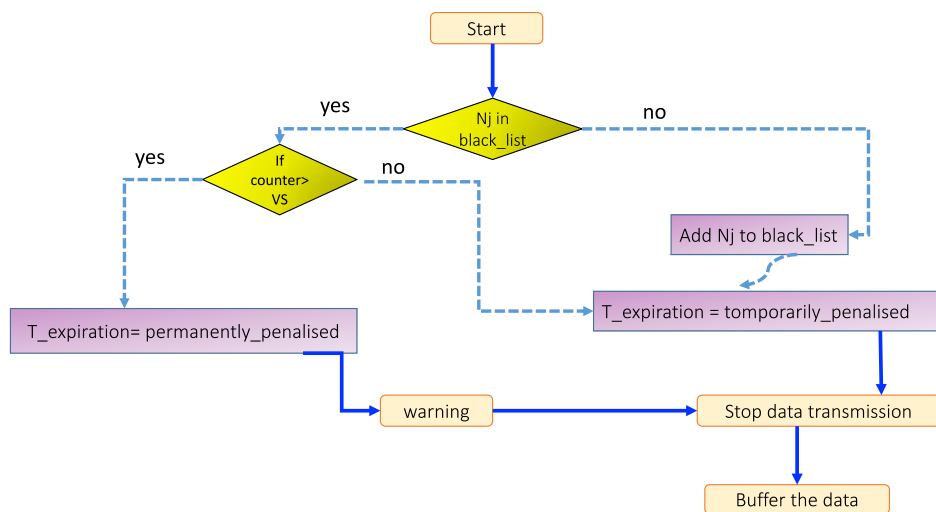 Start
yes
Nj in
black_list
no
yes
If
counter>
VS
no
Add Nj to black_list
T_expiration= permanently_penalised
T_expiration = tomporarily_penalised
warning
Stop data transmission
Buffer the data